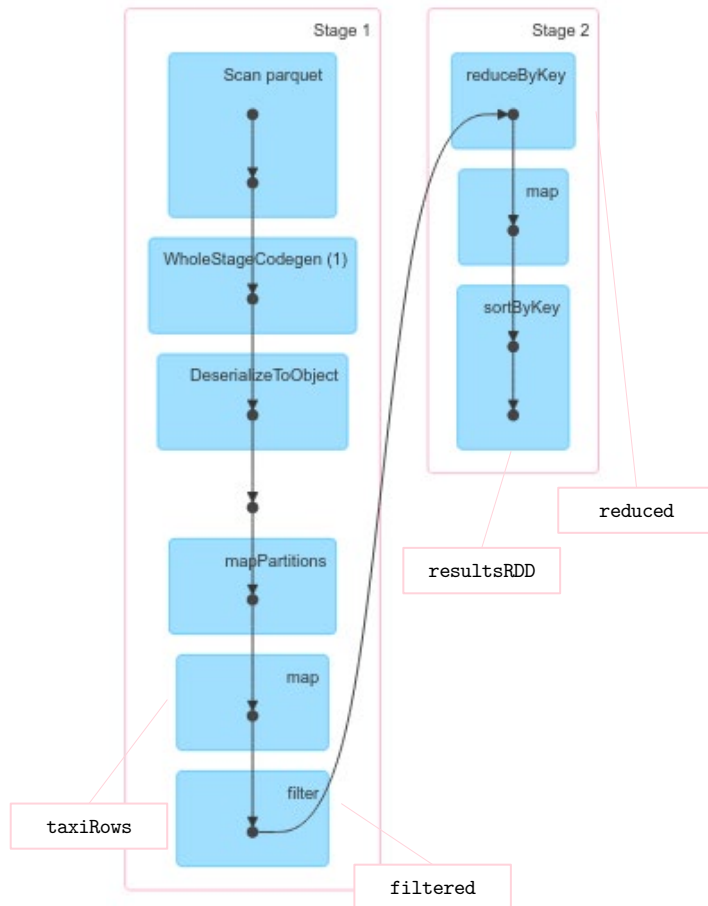 Stage 1
Scan parquet
WholeStageCodegen (1)
DeserializeToObject
mapPartitions
map
filter
Stage 2
reduceByKey
map
sortByKey
reduced
resultsRDD
taxiRows
filtered